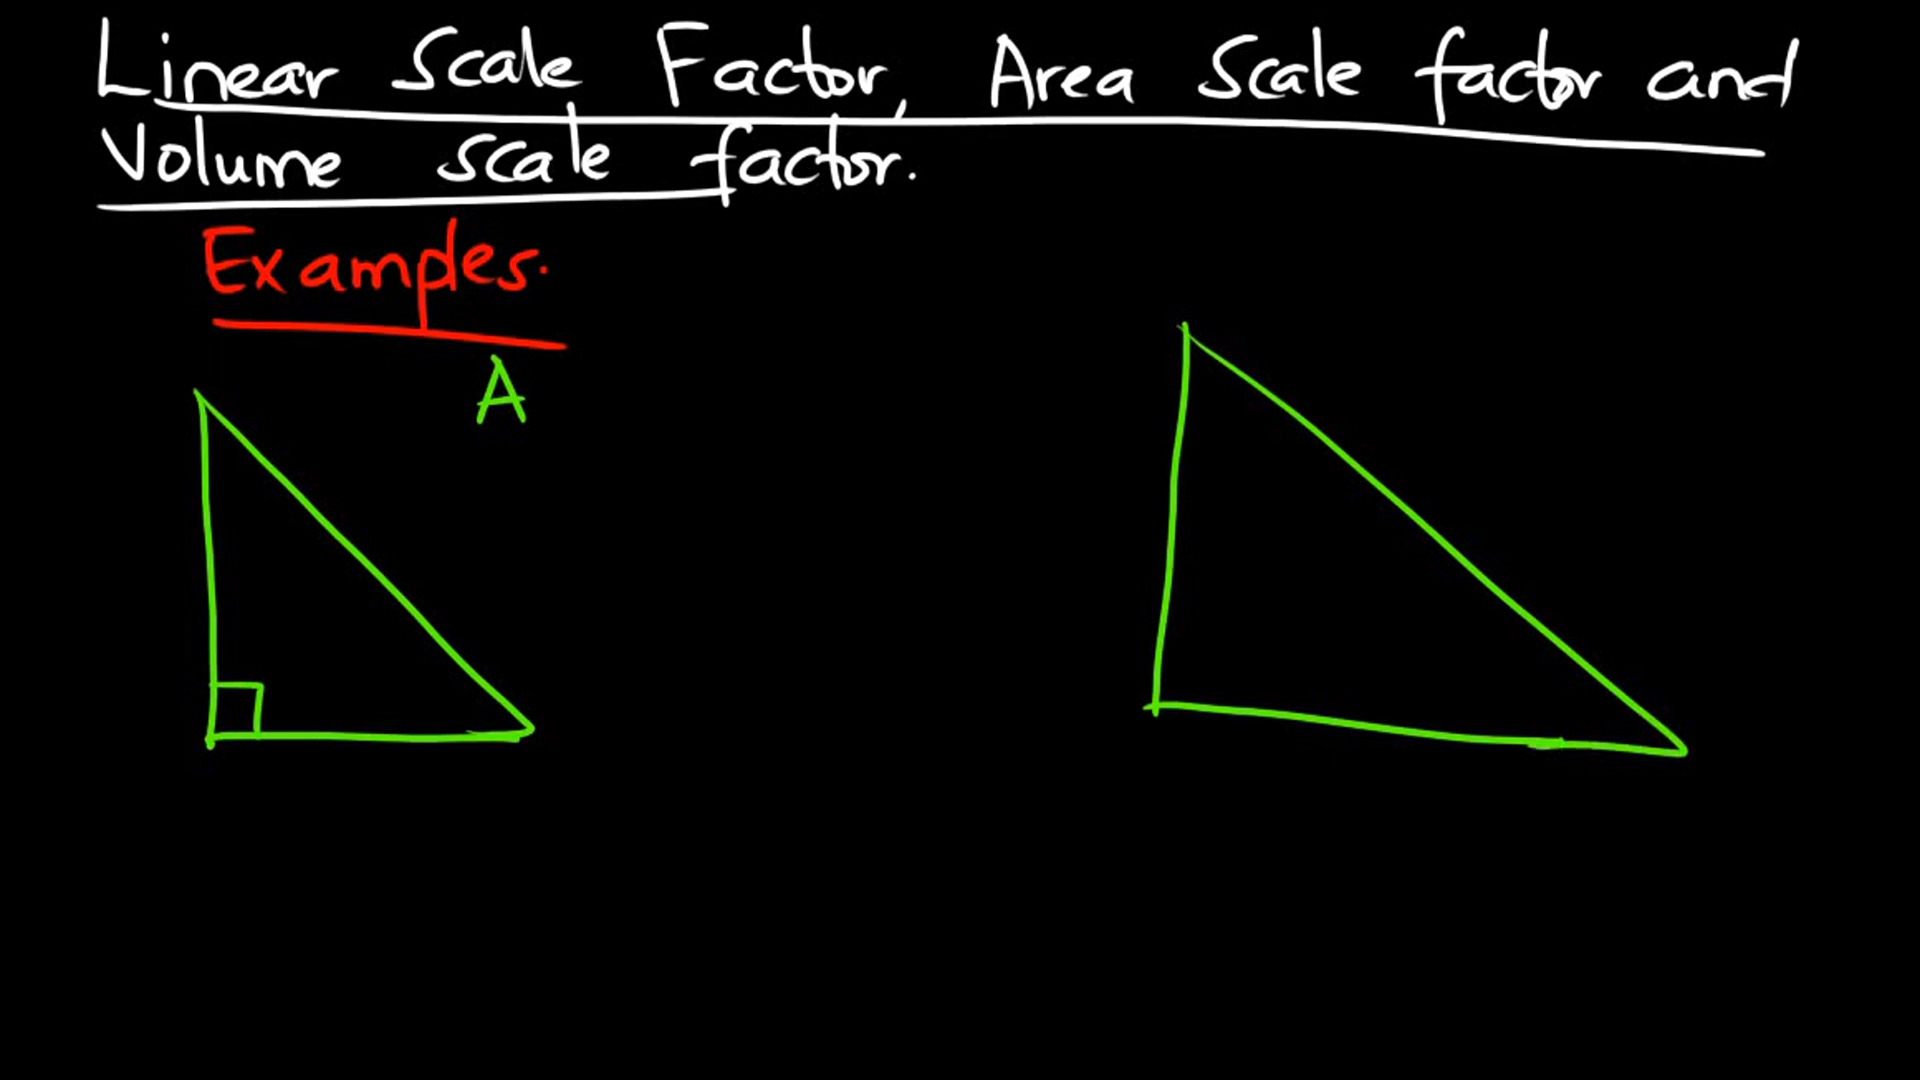 Linear Scale Factor, Area Scale factor and
Volume scale factor.
Examples.
A